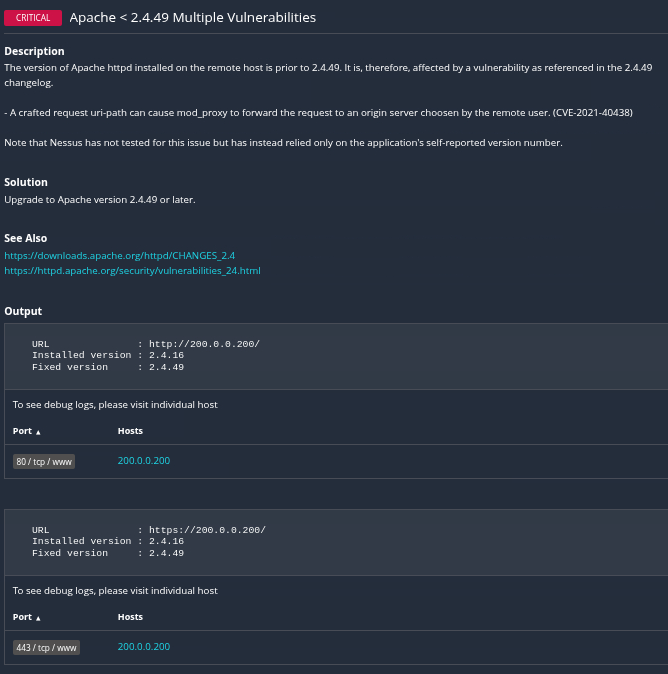 CRITICAL Apache < 2.4.49 Multiple Vulnerabilities
Description
The version of Apache httpd installed on the remote host is prior to 2.4.49. It is, therefore, affected by a vulnerability as referenced in the 2.4.49
changelog.
- A crafted request uri-path can cause mod_proxy to forward the request to an origin server choosen by the remote user. (CVE-2021-40438)
Note that Nessus has not tested for this issue but has instead relied only on the application's self-reported version number.
Solution
Upgrade to Apache version 2.4.49 or later.
See Also
https://downloads.apache.org/httpd/CHANGES_2.4
https://httpd.apache.org/security/vulnerabilities_24.html
Output
URL : http://200.0.0.200/
Installed version : 2.4.16
Fixed version : 2.4.49
To see debug logs, please visit individual host
Port ▲ Hosts
80 / tcp / www 200.0.0.200
URL : https://200.0.0.200/
Installed version : 2.4.16
Fixed version : 2.4.49
To see debug logs, please visit individual host
Port ▲ Hosts
443 / tcp / www 200.0.0.200